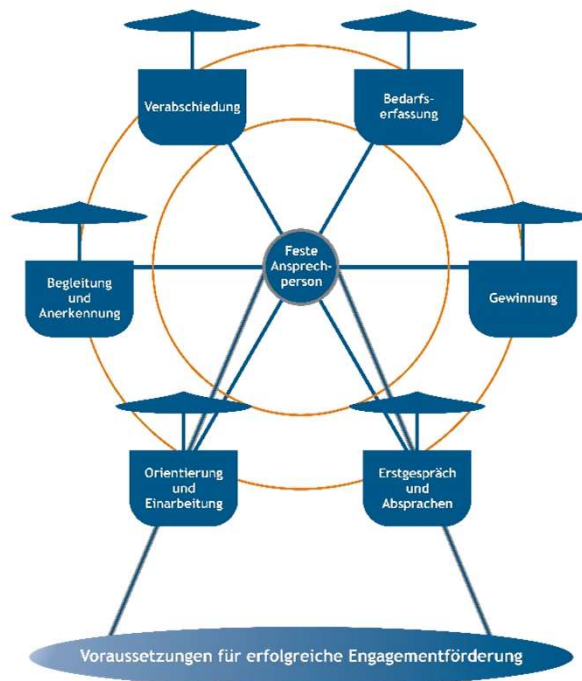 Verabschiedung
Bedarfs-
erfassung
Begleitung
und
Anerkennung
Feste
Ansprech-
person
Gewinnung
Orientierung
und
Einarbeitung
Erstgespräch
und
Absprachen
Voraussetzungen für erfolgreiche Engagementförderung